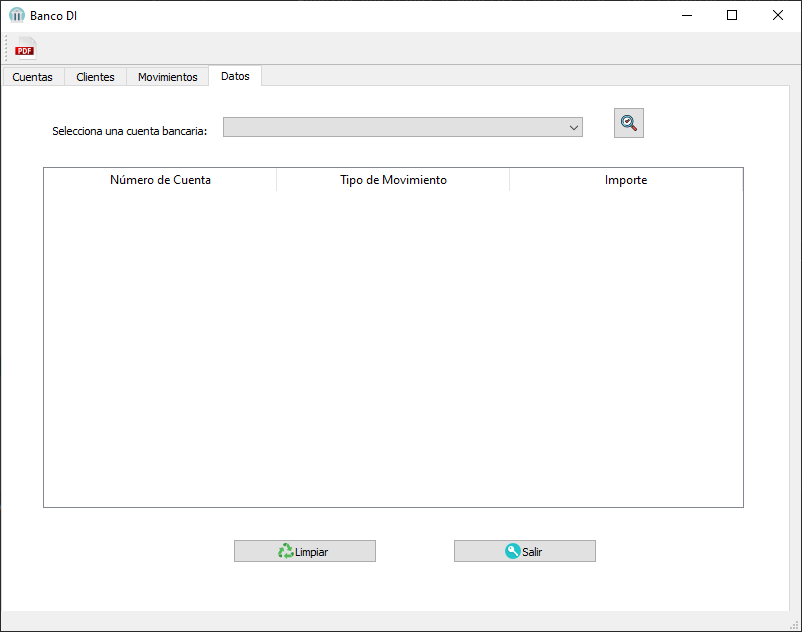 Banco DI
PDF
Cuentas Clientes Movimientos Datos
Selecciona una cuenta bancaria:
Número de Cuenta Tipo de Movimiento Importe
Limpiar Salir